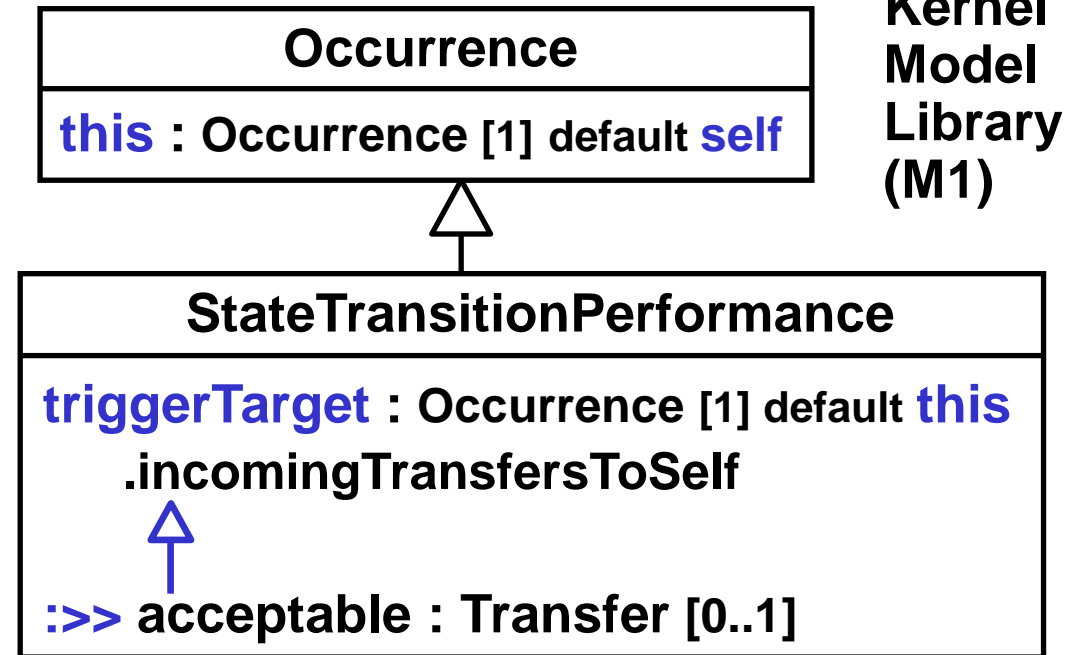 Kernel
Model
Library
(M1)
Occurrence
this : Occurrence [1] default self
StateTransitionPerformance
triggerTarget : Occurrence [1] default this
.incomingTransfersToSelf
:>> acceptable : Transfer [0..1]